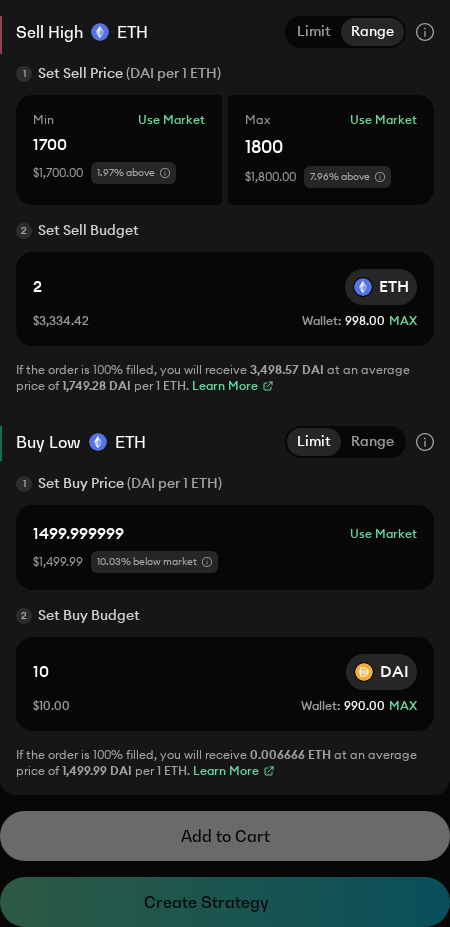 Sell High ETH Limit Range
1 Set Sell Price (DAI per 1 ETH)
Min Use Market Max Use Market
1700 1800
$1,700.00 1.97% above $1,800.00 7.96% above
2 Set Sell Budget
2 ETH
$3,334.42 Wallet: 998.00 MAX
If the order is 100% filled, you will receive 3,498.57 DAI at an average
price of 1,749.28 DAI per 1 ETH. Learn More
Buy Low ETH Limit Range
1 Set Buy Price (DAI per 1 ETH)
1499.999999 Use Market
$1,499.99 10.03% below market
2 Set Buy Budget
10 DAI
$10.00 Wallet: 990.00 MAX
If the order is 100% filled, you will receive 0.006666 ETH at an average
price of 1,499.99 DAI per 1 ETH. Learn More
Add to Cart
Create Strategy